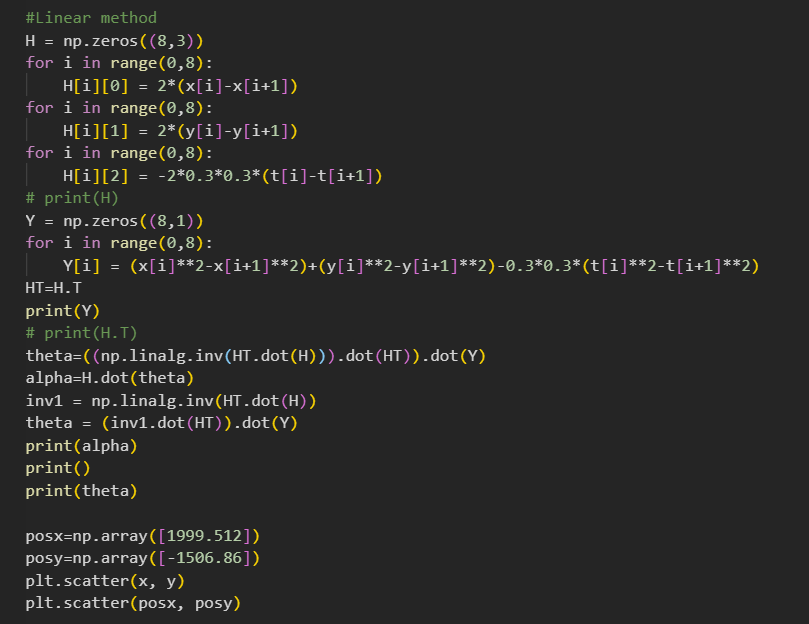 #Linear method
H = np.zeros((8,3))
for i in range(0,8):
    H[i][0] = 2*(x[i]-x[i+1])
for i in range(0,8):
    H[i][1] = 2*(y[i]-y[i+1])
for i in range(0,8):
    H[i][2] = -2*0.3*0.3*(t[i]-t[i+1])
# print(H)
Y = np.zeros((8,1))
for i in range(0,8):
    Y[i] = (x[i]**2-x[i+1]**2)+(y[i]**2-y[i+1]**2)-0.3*0.3*(t[i]**2-t[i+1]**2)
HT=H.T
print(Y)
# print(H.T)
theta=((np.linalg.inv(HT.dot(H))).dot(HT)).dot(Y)
alpha=H.dot(theta)
inv1 = np.linalg.inv(HT.dot(H))
theta = (inv1.dot(HT)).dot(Y)
print(alpha)
print()
print(theta)

posx=np.array([1999.512])
posy=np.array([-1506.86])
plt.scatter(x, y)
plt.scatter(posx, posy)